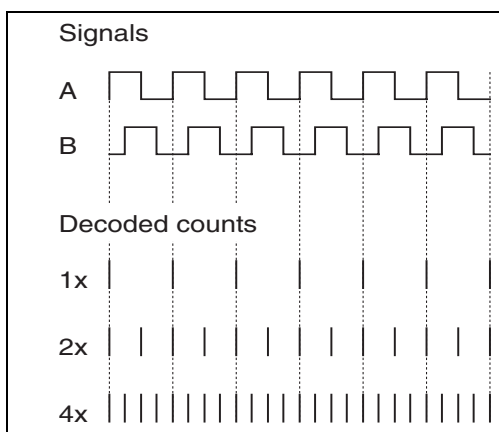 Signals
A
B
Decoded counts
1x
2x
4x